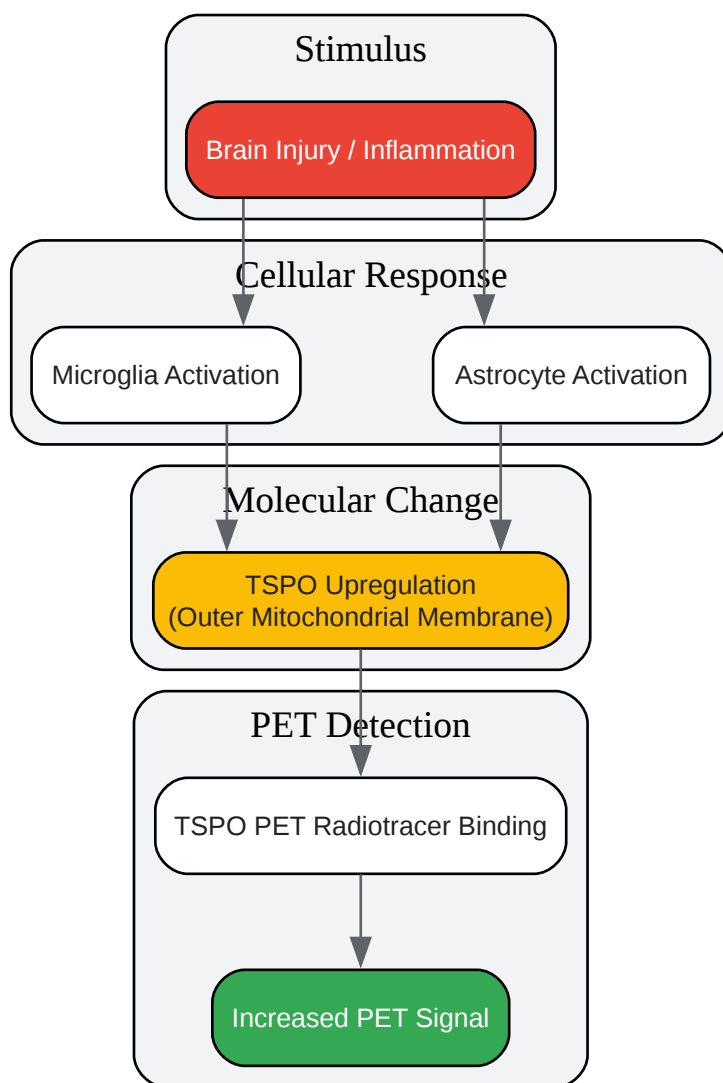 Stimulus
Brain Injury / Inflammation
Cellular Response
Microglia Activation
Astrocyte Activation
Molecular Change
TSPO Upregulation
(Outer Mitochondrial Membrane)
PET Detection
TSPO PET Radiotracer Binding
Increased PET Signal